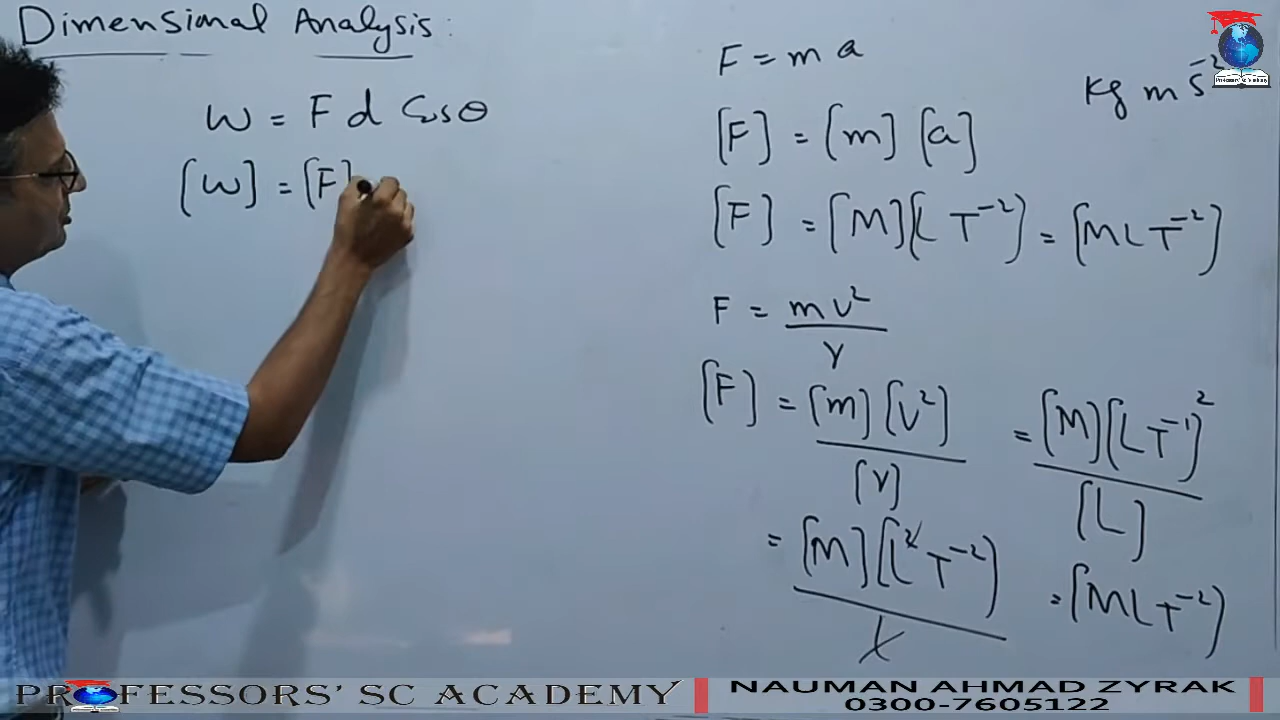 Dimensional Analysis:
W = F d Cosθ
[W] = [F]
F = m a
Kg m s⁻²
[F] = [m] [a]
[F] = [M][L T⁻²] = [M L T⁻²]
F = m v² / r
[F] = [m] [v²] / [r] = [M][L T⁻¹]² / [L]
= [M][L² T⁻²] / L = [M L T⁻²]
PROFESSORS' SC ACADEMY
NAUMAN AHMAD ZYRAK
0300-7605122